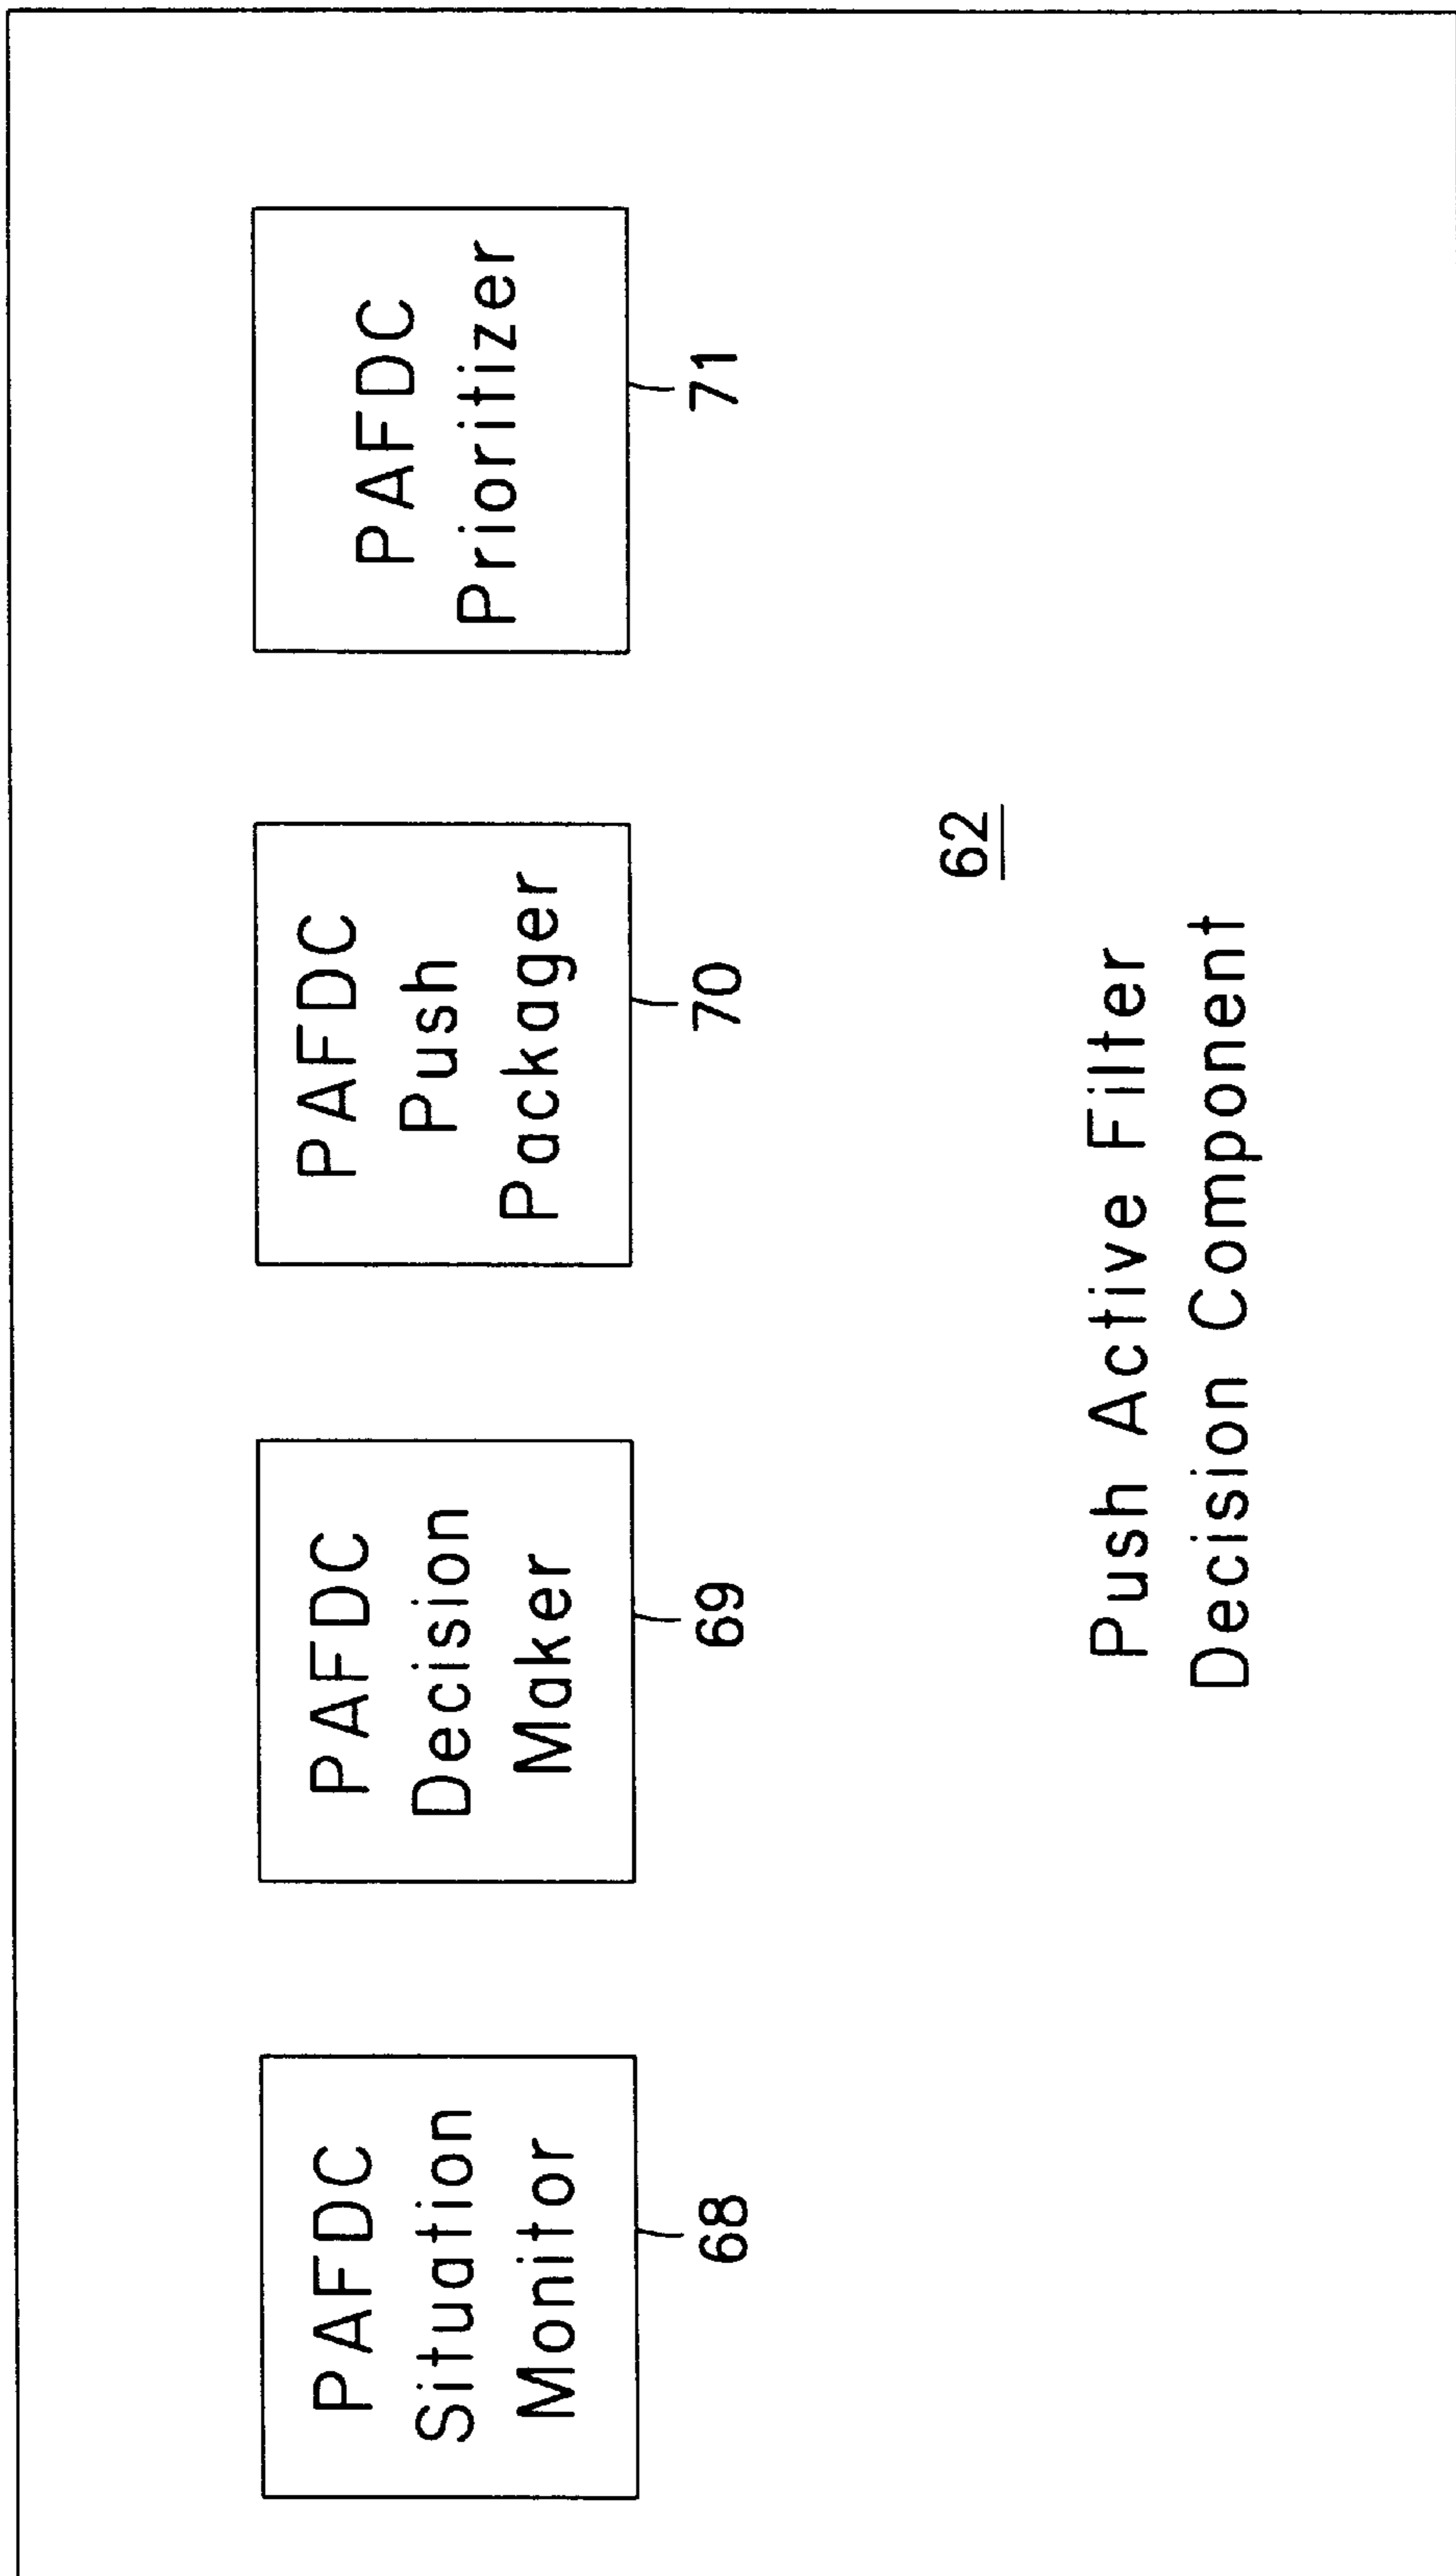 PAFDC
Situation
Monitor
68
PAFDC
Decision
Maker
69
PAFDC
Push
Packager
70
PAFDC
Prioritizer
71
62
Push Active Filter
Decision Component